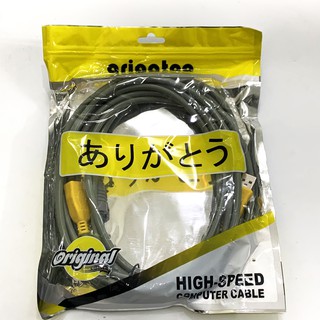 ありがとう
Original
HIGH-SPEED
COMPUTER CABLE